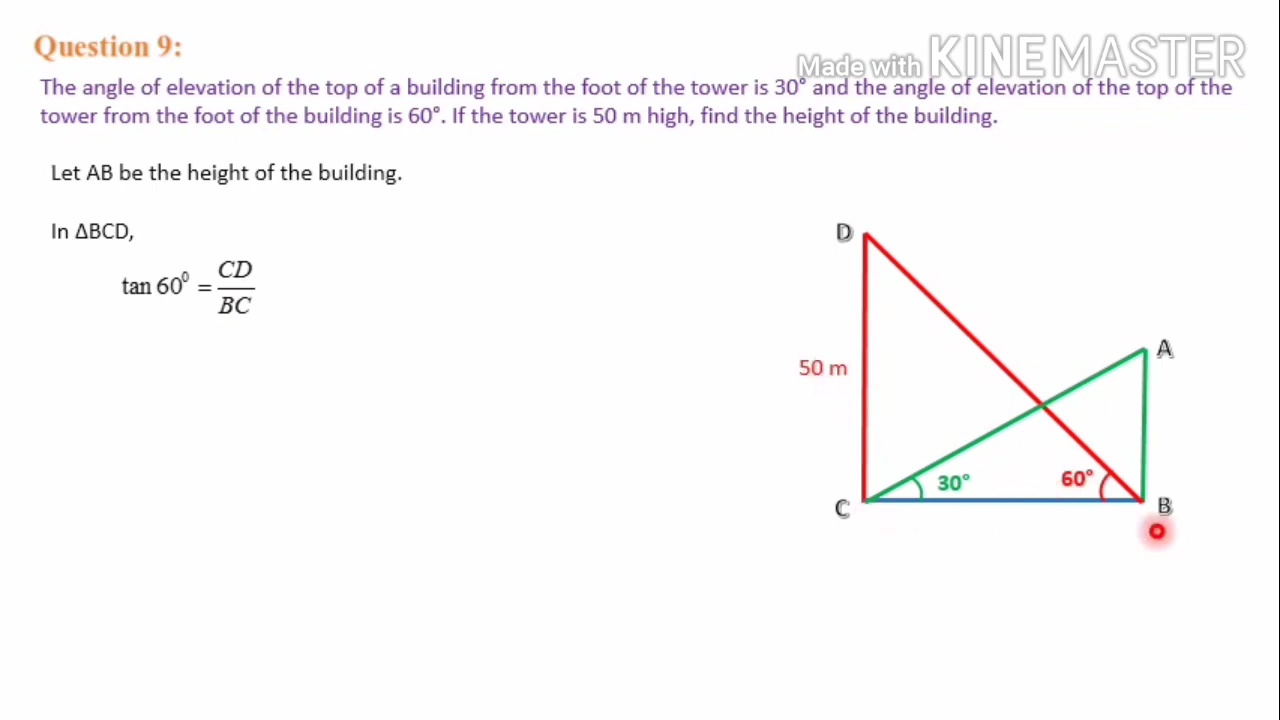 Question 9:
Made with KINEMASTER
The angle of elevation of the top of a building from the foot of the tower is 30° and the angle of elevation of the top of the
tower from the foot of the building is 60°. If the tower is 50 m high, find the height of the building.
Let AB be the height of the building.
In ΔBCD,
tan 60⁰ = CD/BC
D
A
50 m
30°
60°
C
B